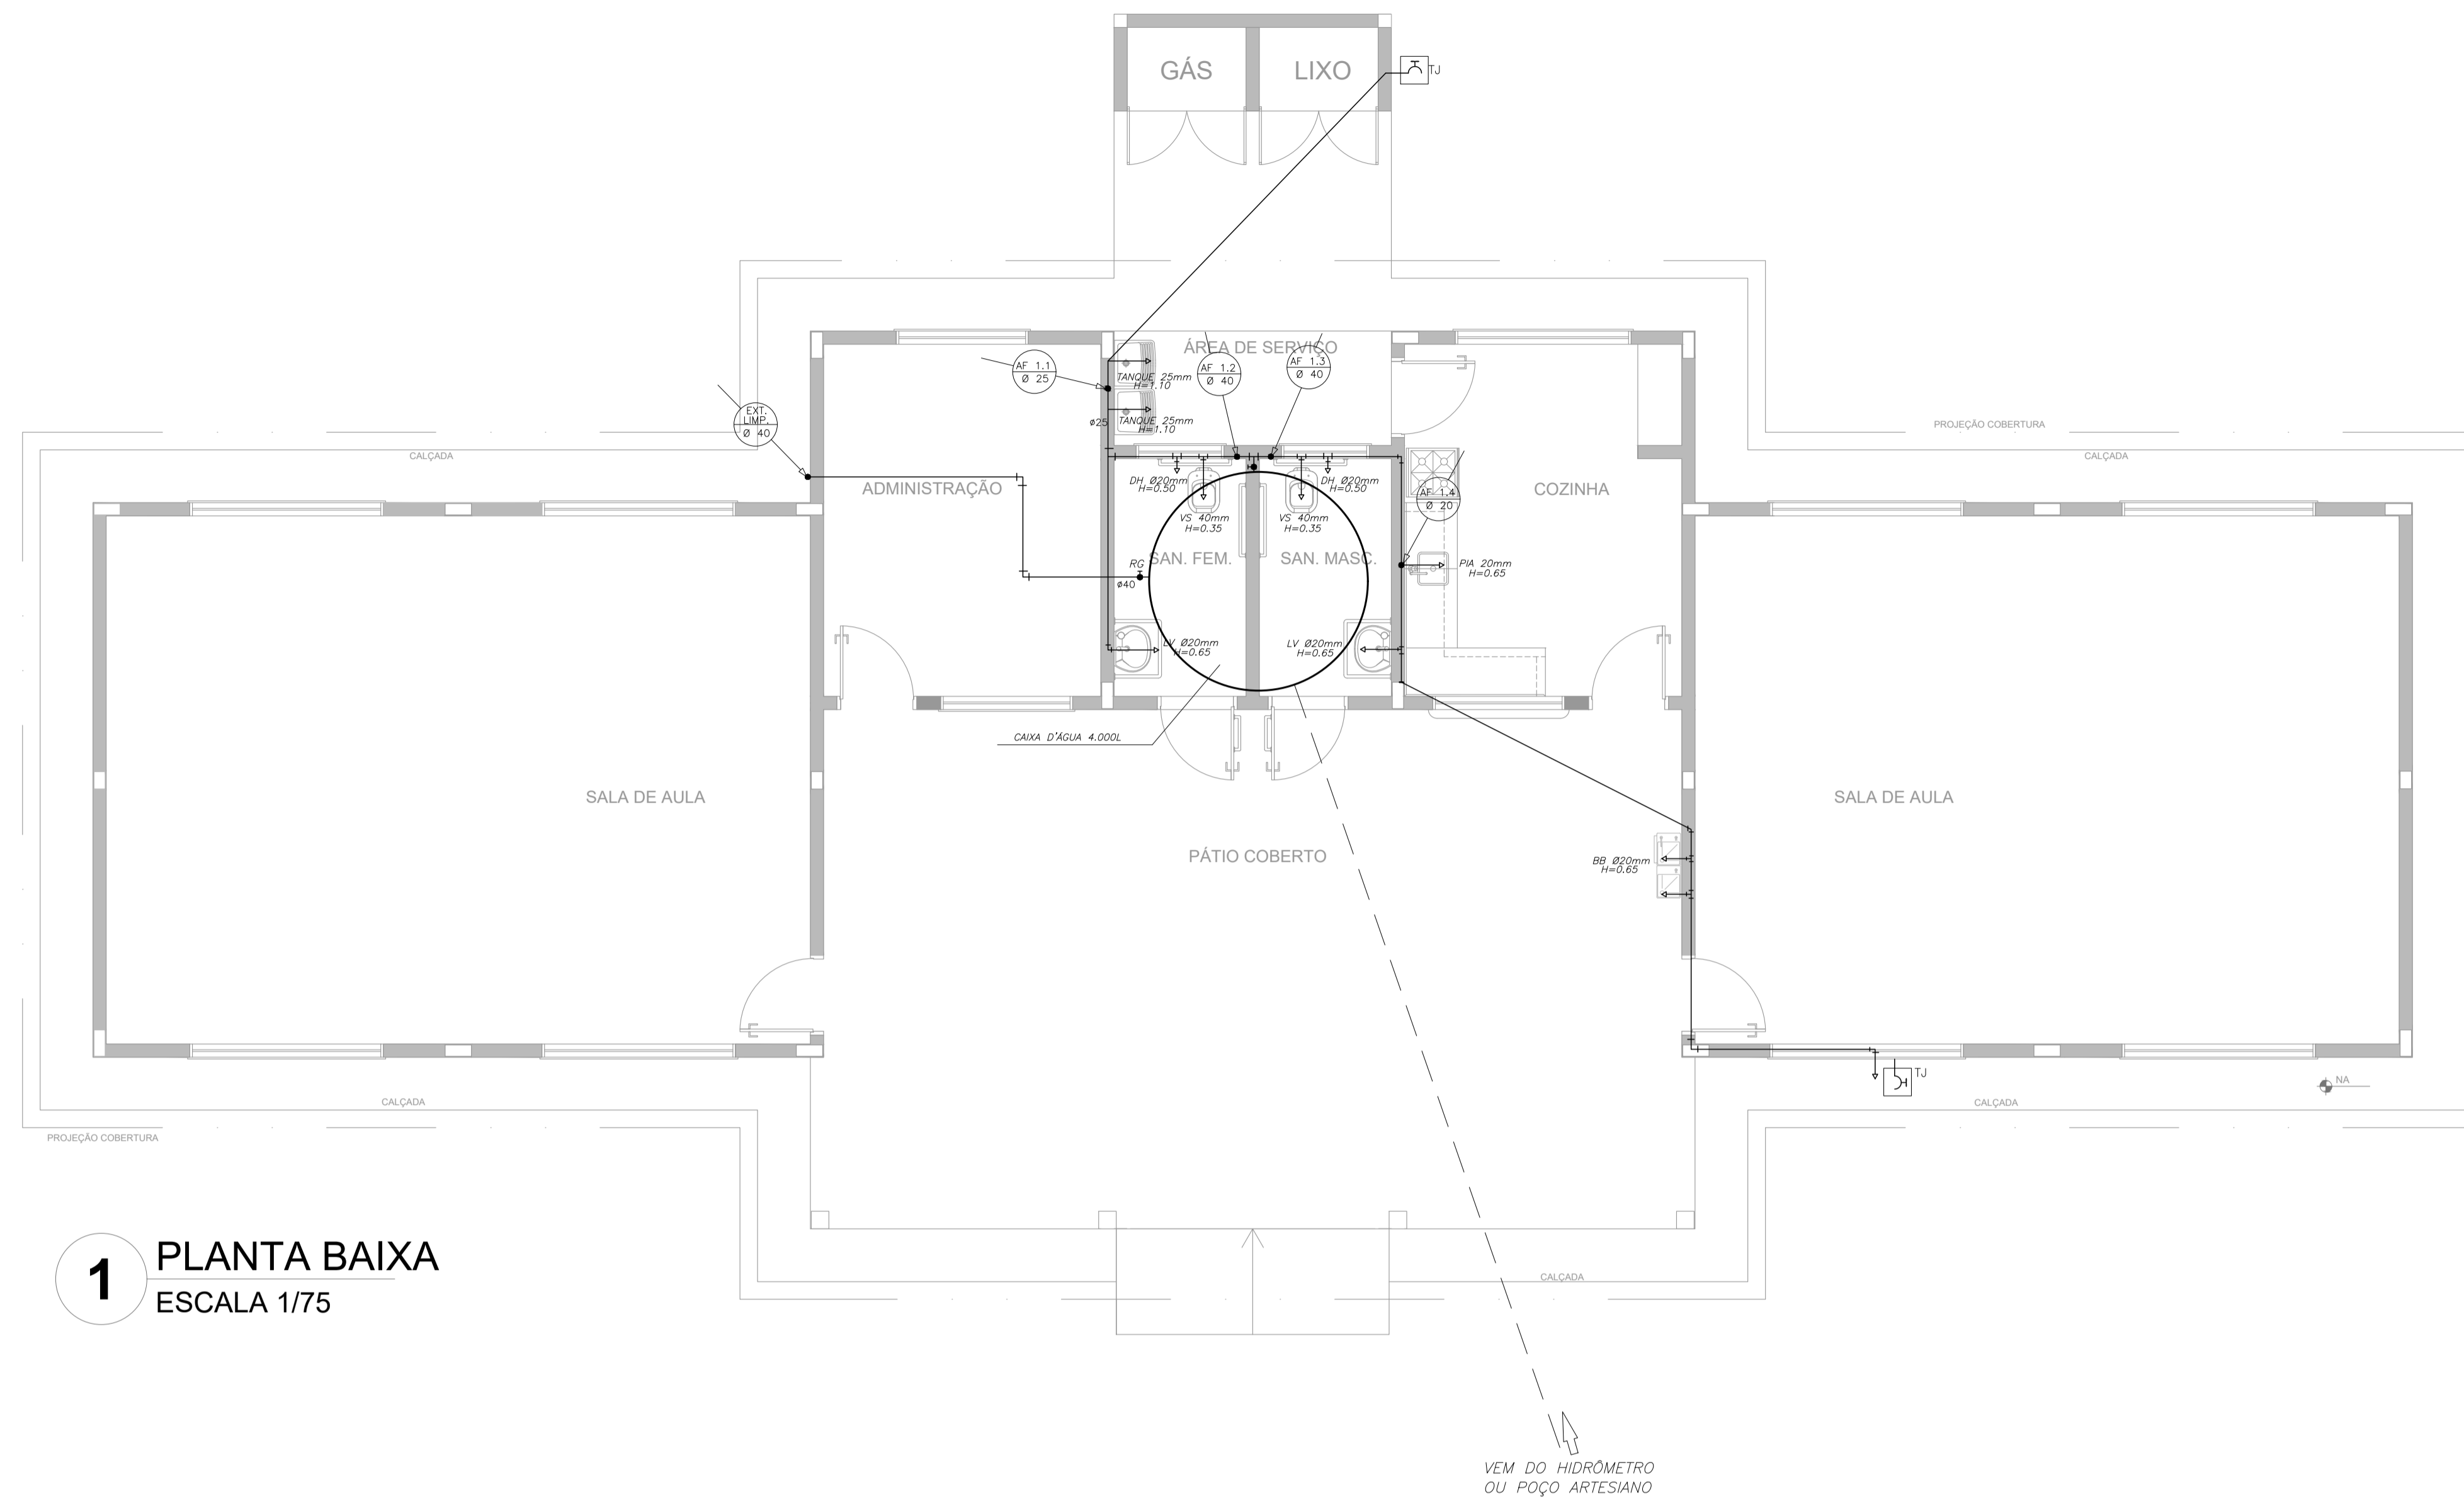 GÁS
LIXO
TJ
ÁREA DE SERVIÇO
AF 1.1
Ø 25
AF 1.2
Ø 40
AF 1.3
Ø 40
TANQUE 25mm
H=1.10
TANQUE 25mm
H=1.10
ø25
EXT.
LIMP.
Ø 40
PROJEÇÃO COBERTURA
CALÇADA
CALÇADA
ADMINISTRAÇÃO
DH Ø20mm
H=0.50
DH Ø20mm
H=0.50
COZINHA
AF 1.4
Ø 20
VS 40mm
H=0.35
VS 40mm
H=0.35
SAN. FEM.
SAN. MASC.
RG
ø40
PIA 20mm
H=0.65
LV Ø20mm
H=0.65
LV Ø20mm
H=0.65
CAIXA D'ÁGUA 4.000L
SALA DE AULA
SALA DE AULA
PÁTIO COBERTO
BB Ø20mm
H=0.65
TJ
NA
CALÇADA
CALÇADA
PROJEÇÃO COBERTURA
1
PLANTA BAIXA
ESCALA 1/75
CALÇADA
VEM DO HIDRÔMETRO
OU POÇO ARTESIANO